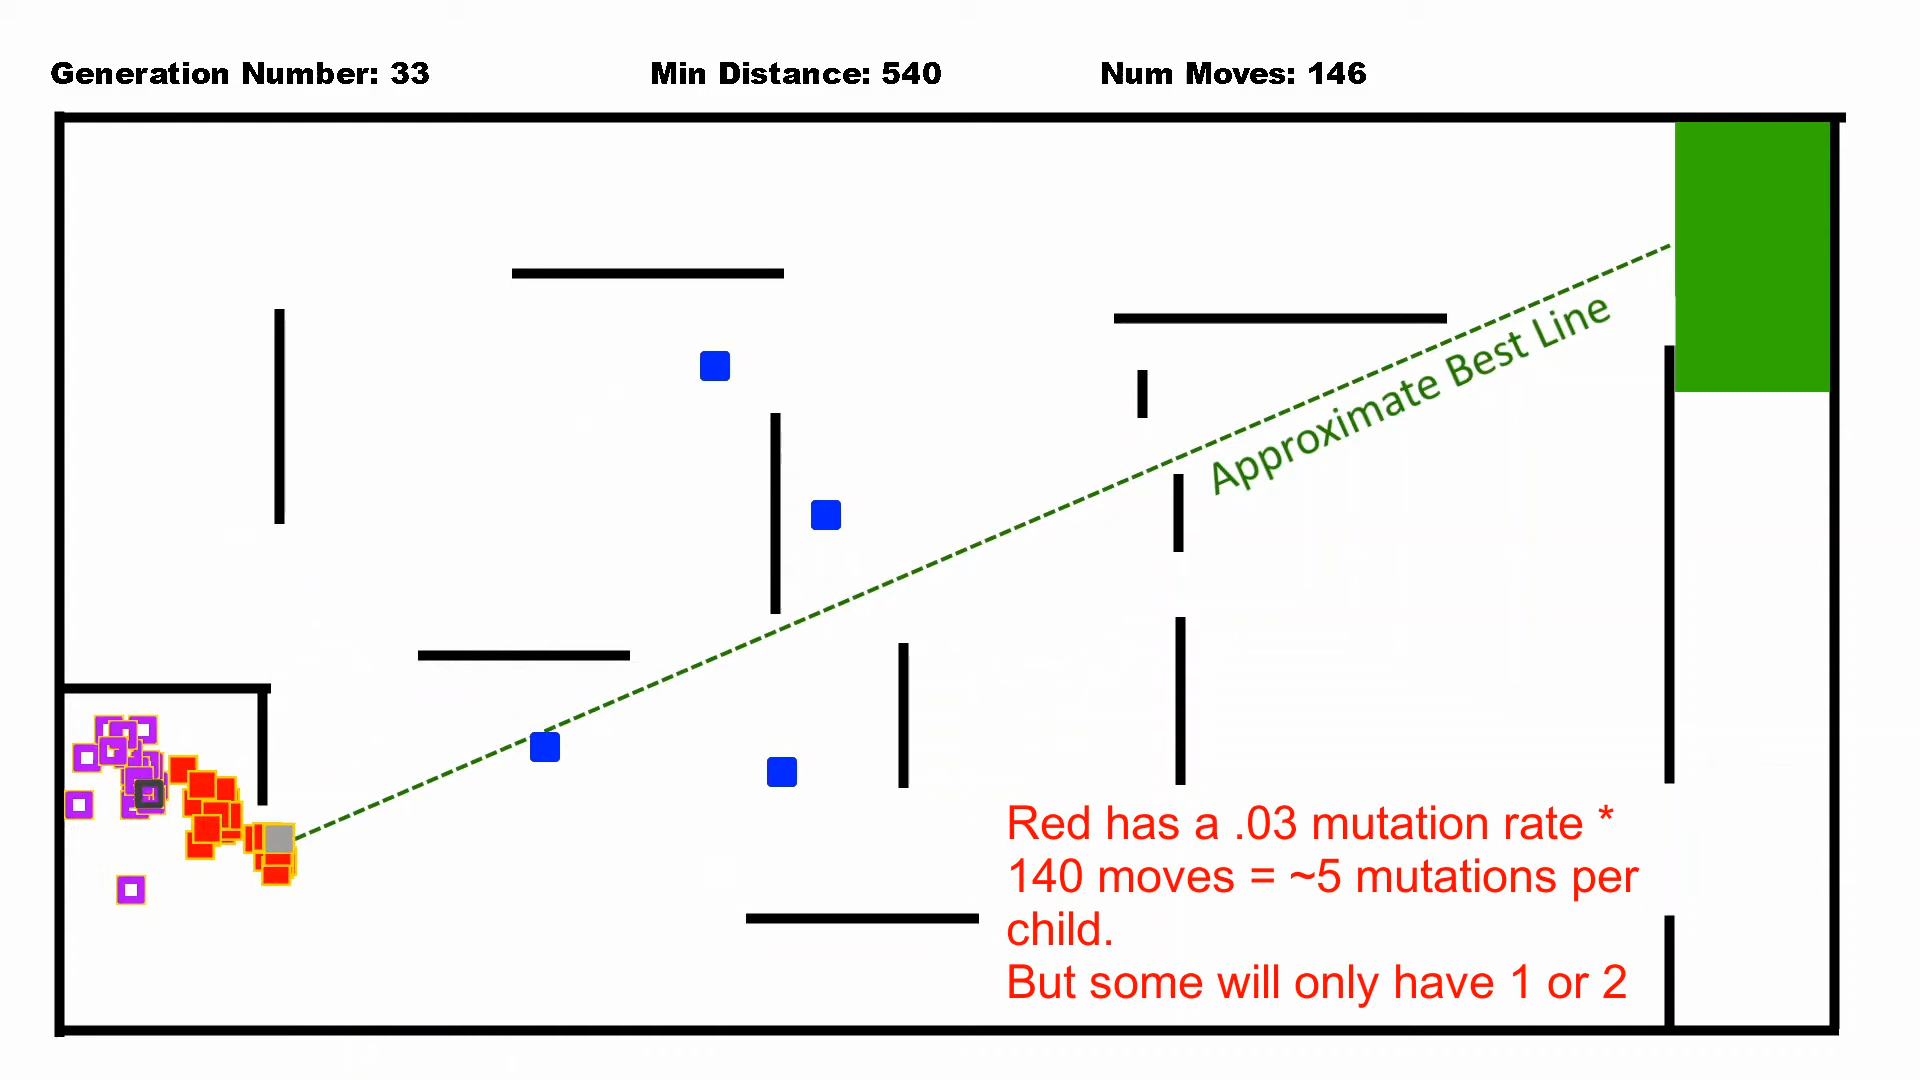 Generation Number: 33 Min Distance: 540 Num Moves: 146
Approximate Best Line
Red has a .03 mutation rate *
140 moves = ~5 mutations per
child.
But some will only have 1 or 2